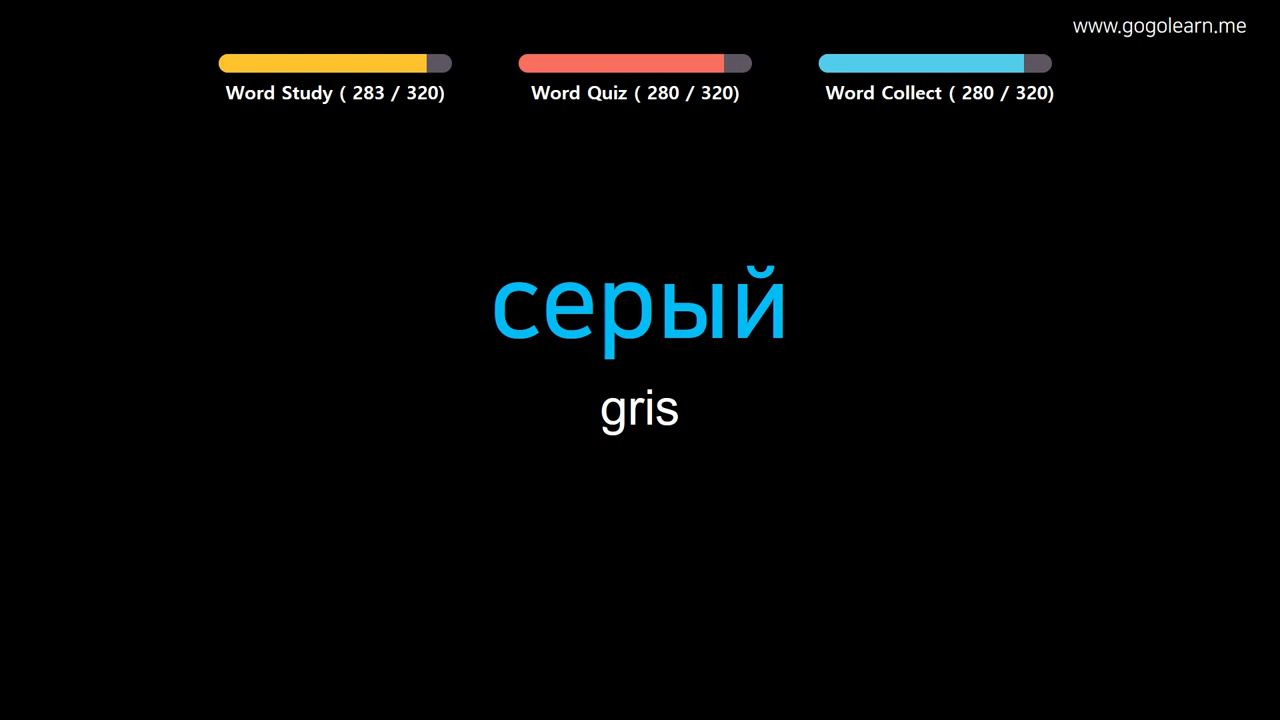 www.gogolearn.me
Word Study ( 283 / 320)
Word Quiz ( 280 / 320)
Word Collect ( 280 / 320)
серый
gris